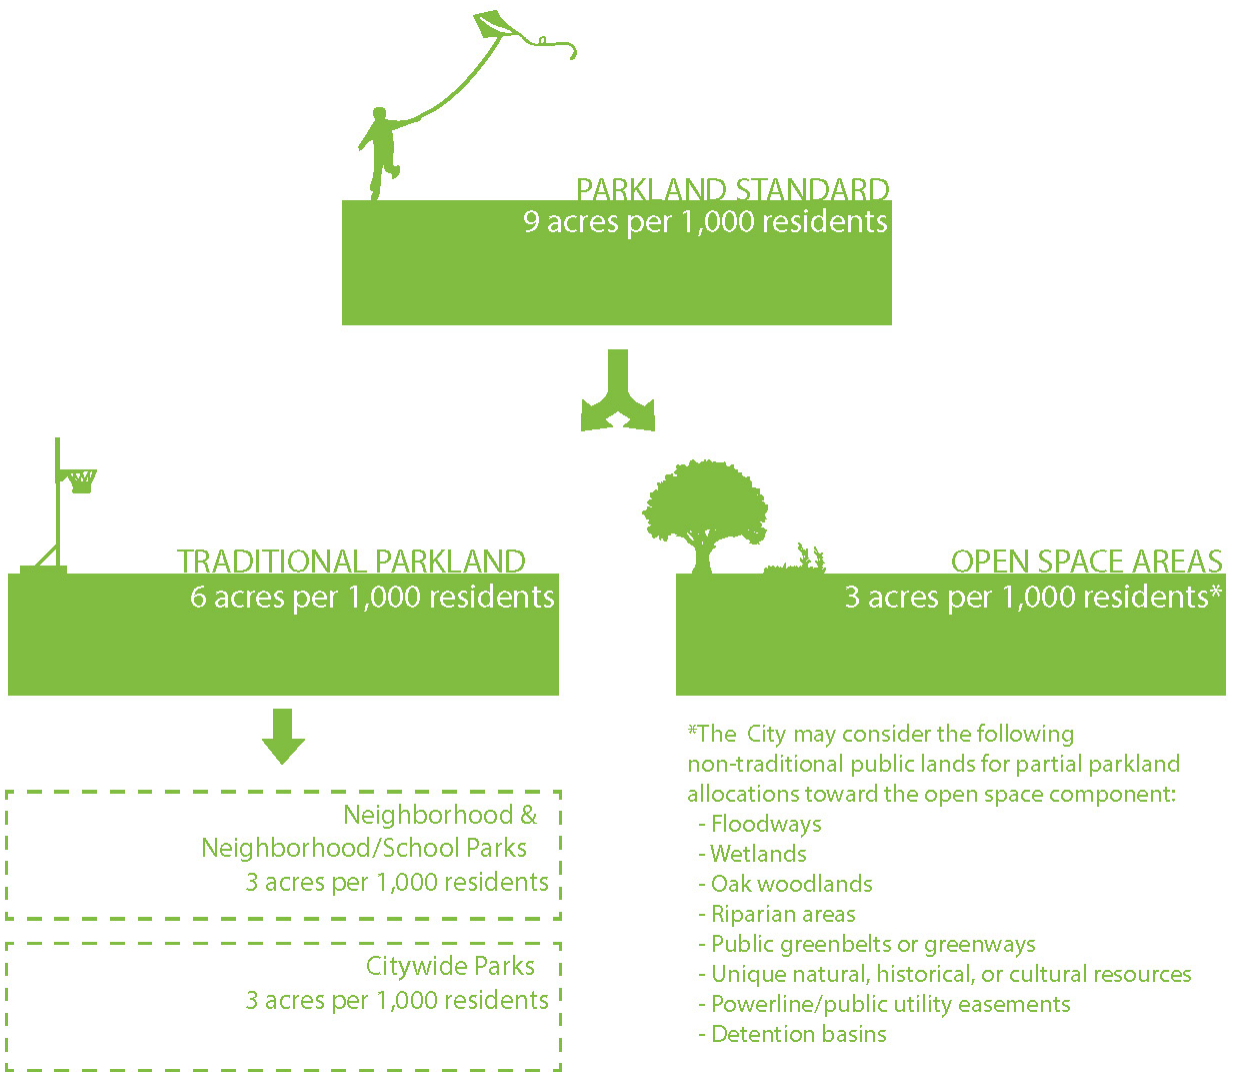 PARKLAND STANDARD
9 acres per 1,000 residents
TRADITIONAL PARKLAND
6 acres per 1,000 residents
Neighborhood &
Neighborhood/School Parks
3 acres per 1,000 residents
Citywide Parks
3 acres per 1,000 residents
OPEN SPACE AREAS
3 acres per 1,000 residents*
*The City may consider the following
non-traditional public lands for partial parkland
allocations toward the open space component:
- Floodways
- Wetlands
- Oak woodlands
- Riparian areas
- Public greenbelts or greenways
- Unique natural, historical, or cultural resources
- Powerline/public utility easements
- Detention basins